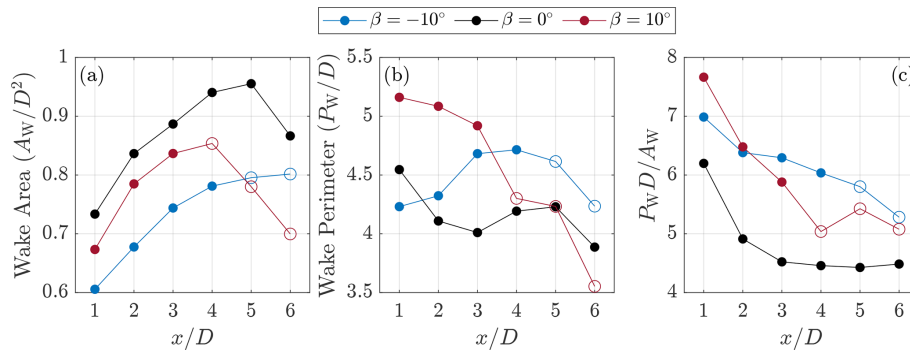 β = −10° β = 0° β = 10°
(a)
Wake Area (A_W/D²)
1
0.9
0.8
0.7
0.6
1 2 3 4 5 6
x/D
(b)
Wake Perimeter (P_W/D)
5.5
5
4.5
4
3.5
1 2 3 4 5 6
x/D
(c)
P_W D/A_W
8
7
6
5
4
1 2 3 4 5 6
x/D